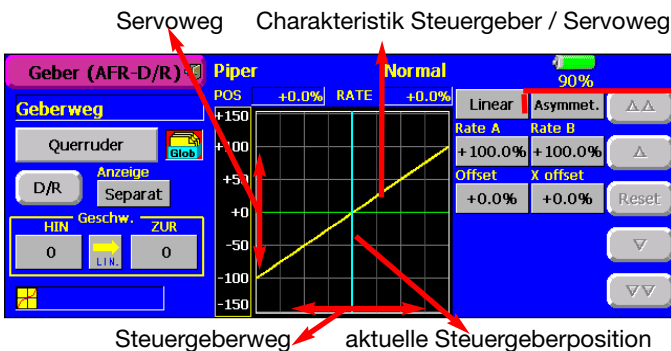 Servoweg Charakteristik Steuergeber / Servoweg
Geber (AFR-D/R) Piper Normal 90%
Geberweg POS +0.0% RATE +0.0% Linear Asymmet. △△
+150 Rate A Rate B
Querruder Glob +100 +100.0% +100.0% △
Anzeige +50 Offset X offset
D/R Separat +0 +0.0% +0.0% Reset
Geschw.
HIN ZUR -50 ▽
0 LIN. 0
-100 ▽▽
-150
Steuergeberweg aktuelle Steuergeberposition